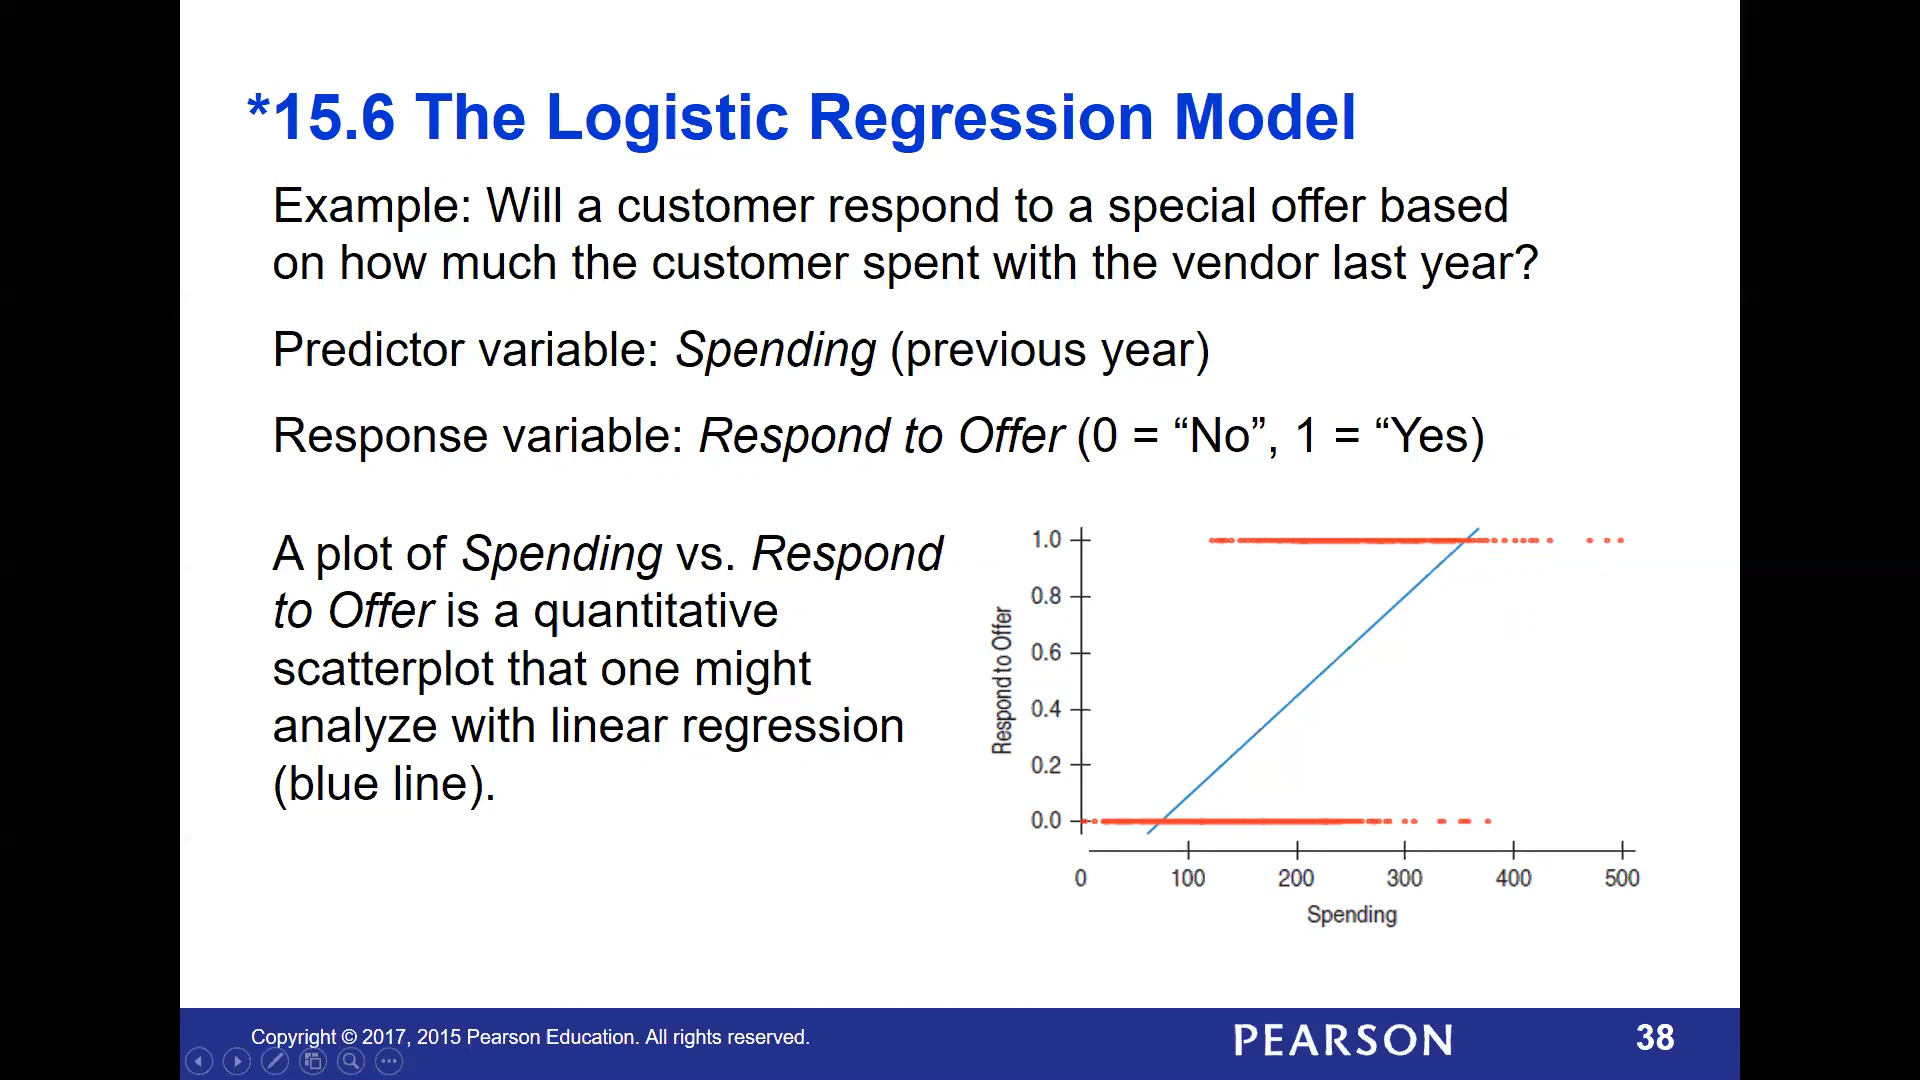 *15.6 The Logistic Regression Model
Example: Will a customer respond to a special offer based
on how much the customer spent with the vendor last year?
Predictor variable: Spending (previous year)
Response variable: Respond to Offer (0 = “No”, 1 = “Yes)
A plot of Spending vs. Respond
to Offer is a quantitative
scatterplot that one might
analyze with linear regression
(blue line).
Respond to Offer
1.0
0.8
0.6
0.4
0.2
0.0
0 100 200 300 400 500
Spending
Copyright © 2017, 2015 Pearson Education. All rights reserved.
PEARSON
38